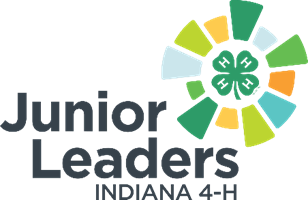 H H
H H
Junior
Leaders
INDIANA 4-H